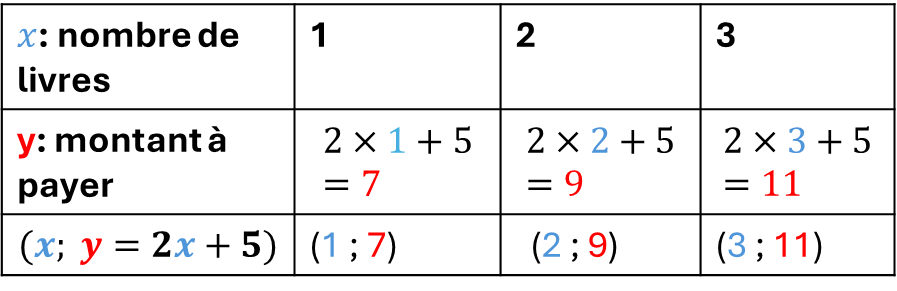 x: nombre de livres 1 2 3
y: montant à payer 2 × 1 + 5 = 7 2 × 2 + 5 = 9 2 × 3 + 5 = 11
(x; y = 2x + 5) (1 ; 7) (2 ; 9) (3 ; 11)